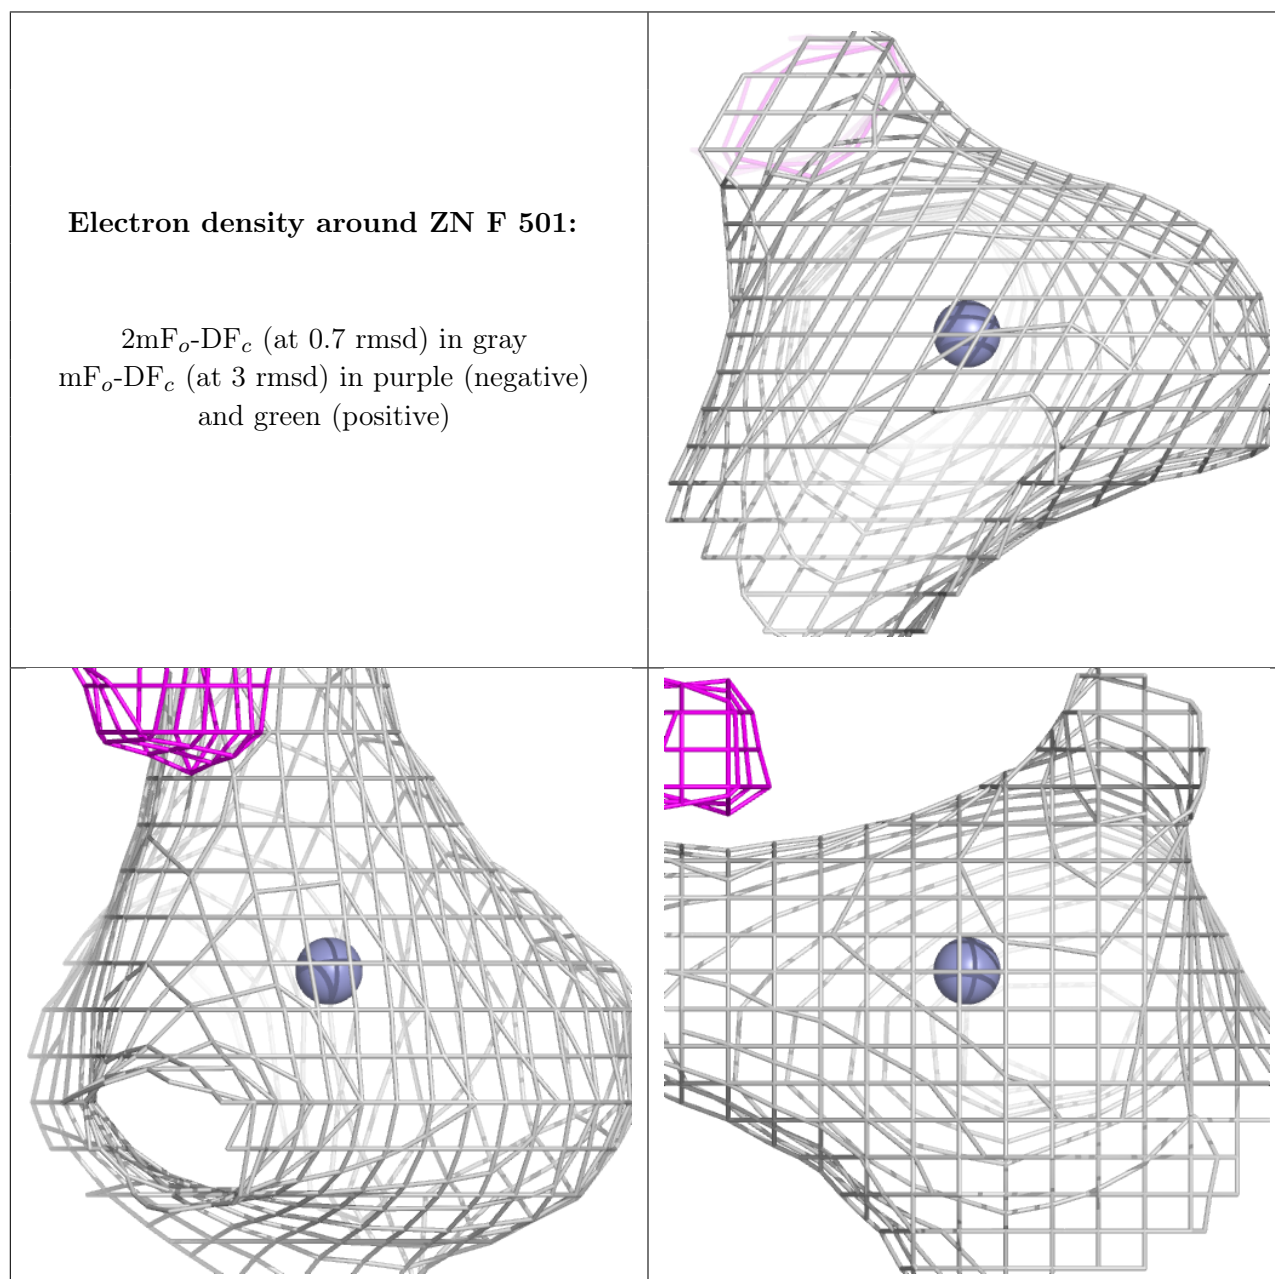 Electron density around ZN F 501:
2mFo-DFc (at 0.7 rmsd) in gray
mFo-DFc (at 3 rmsd) in purple (negative)
and green (positive)